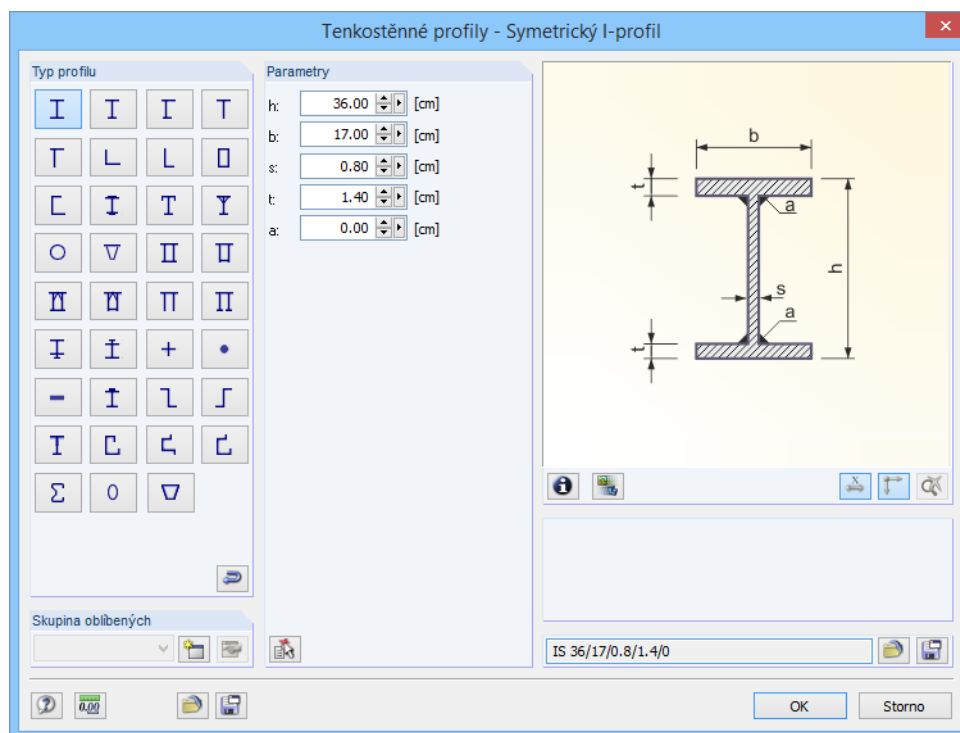 Tenkostěnné profily - Symetrický I-profil
Typ profilu
Parametry
h: 36.00 [cm]
b: 17.00 [cm]
s: 0.80 [cm]
t: 1.40 [cm]
a: 0.00 [cm]
b
t
a
h
s
a
t
X
Skupina oblíbených
IS 36/17/0.8/1.4/0
0.00
OK
Storno